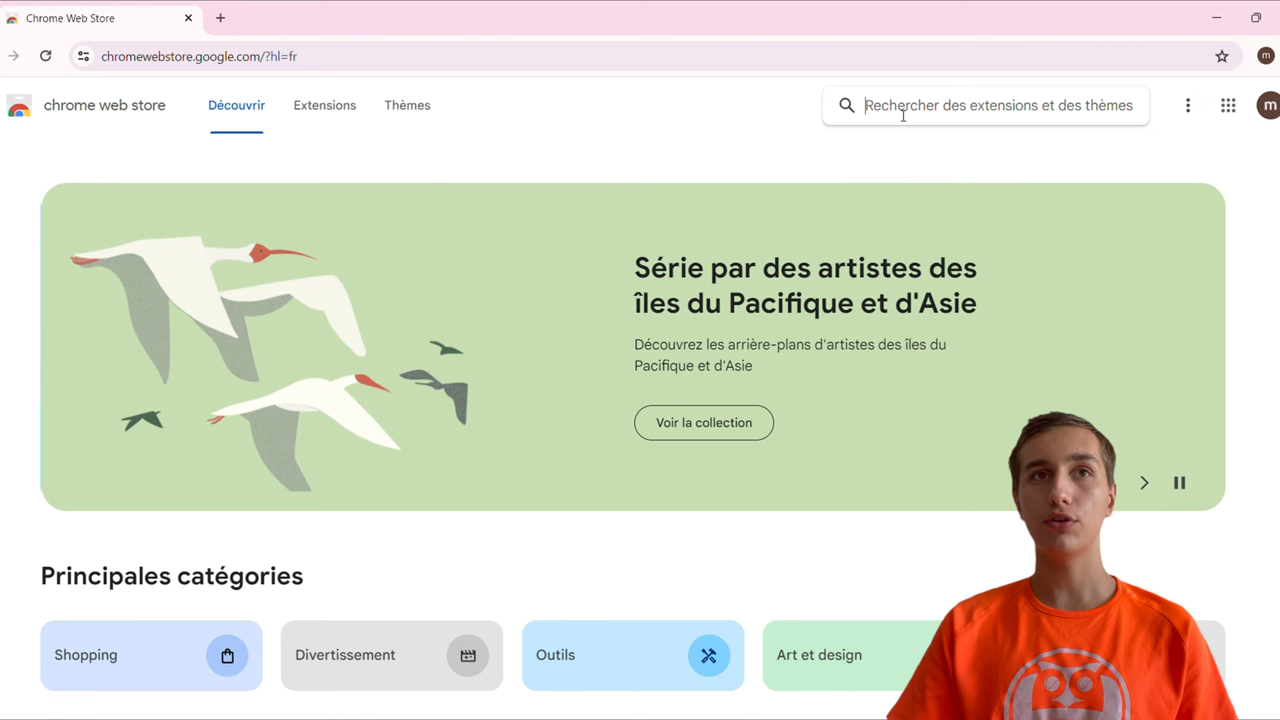 Chrome Web Store
chromewebstore.google.com/?hl=fr
m
chrome web store
Découvrir
Extensions
Thèmes
Rechercher des extensions et des thèmes
m
Série par des artistes des
îles du Pacifique et d'Asie
Découvrez les arrière-plans d'artistes des îles du
Pacifique et d'Asie
Voir la collection
Principales catégories
Shopping
Divertissement
Outils
Art et design